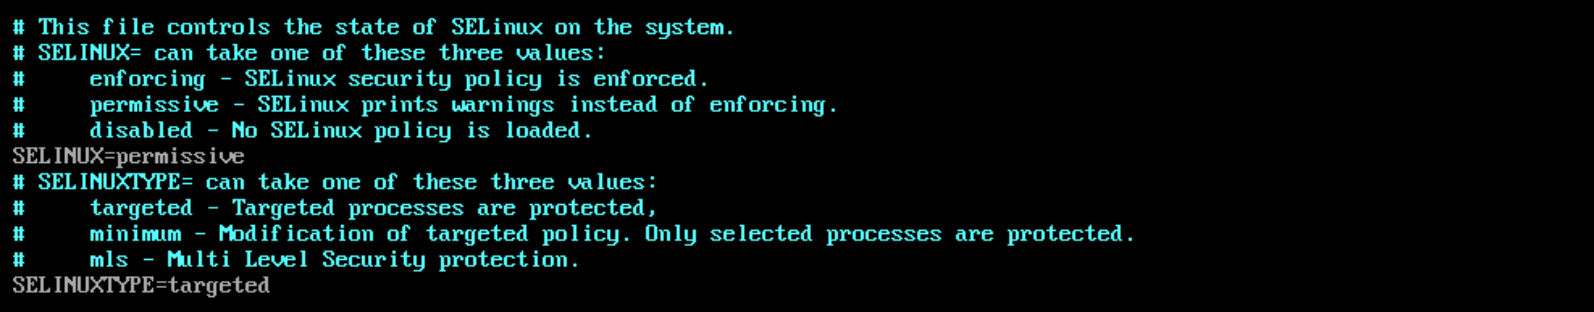 # This file controls the state of SELinux on the system.
# SELINUX= can take one of these three values:
#     enforcing - SELinux security policy is enforced.
#     permissive - SELinux prints warnings instead of enforcing.
#     disabled - No SELinux policy is loaded.
SELINUX=permissive
# SELINUXTYPE= can take one of these three values:
#     targeted - Targeted processes are protected,
#     minimum - Modification of targeted policy. Only selected processes are protected.
#     mls - Multi Level Security protection.
SELINUXTYPE=targeted